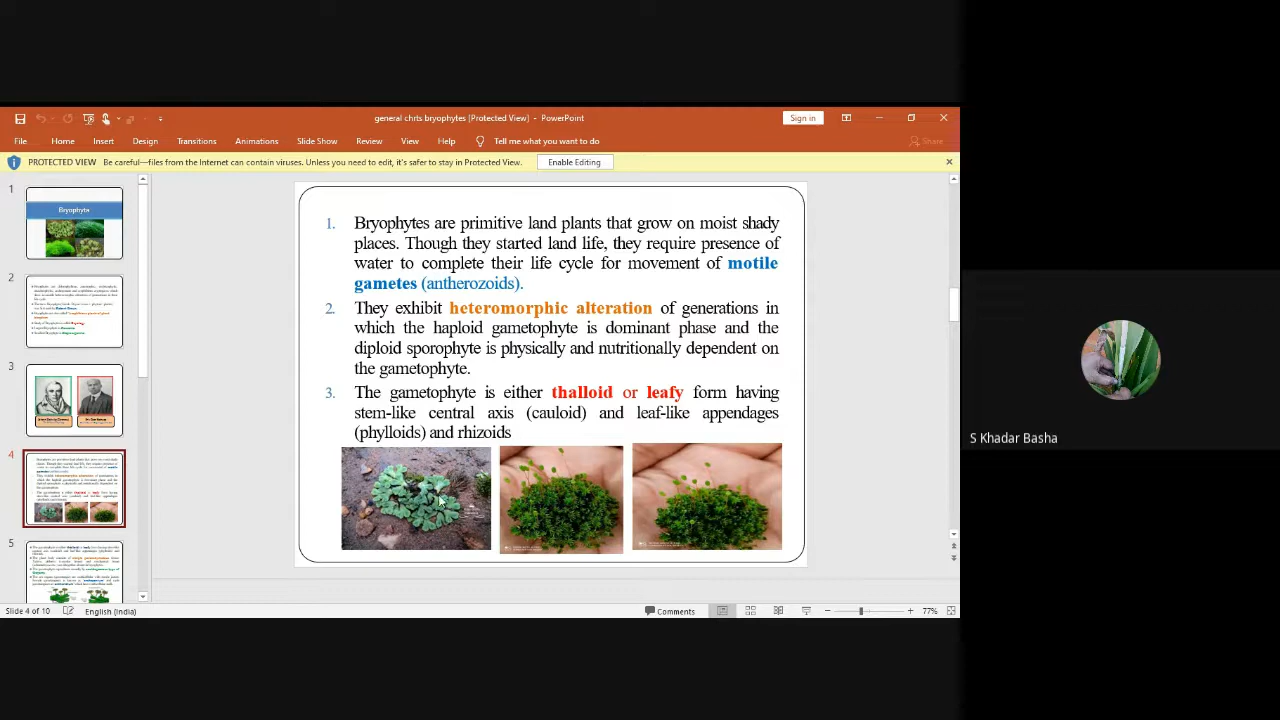 general chrts bryophytes [Protected View] - PowerPoint
Sign in
File Home Insert Design Transitions Animations Slide Show Review View Help Tell me what you want to do Share
PROTECTED VIEW Be careful—files from the Internet can contain viruses. Unless you need to edit, it's safer to stay in Protected View. Enable Editing
1
Bryophyta
2
3
4
5
1. Bryophytes are primitive land plants that grow on moist shady
places. Though they started land life, they require presence of
water to complete their life cycle for movement of motile
gametes (antherozoids).
2. They exhibit heteromorphic alteration of generations in
which the haploid gametophyte is dominant phase and the
diploid sporophyte is physically and nutritionally dependent on
the gametophyte.
3. The gametophyte is either thalloid or leafy form having
stem-like central axis (cauloid) and leaf-like appendages
(phylloids) and rhizoids
S Khadar Basha
Slide 4 of 10 English (India) Comments 77%